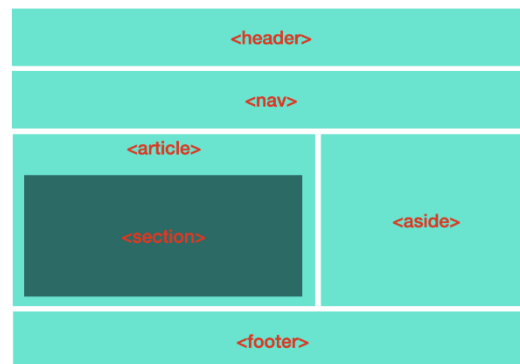 <header>
<nav>
<article>
<section>
<aside>
<footer>